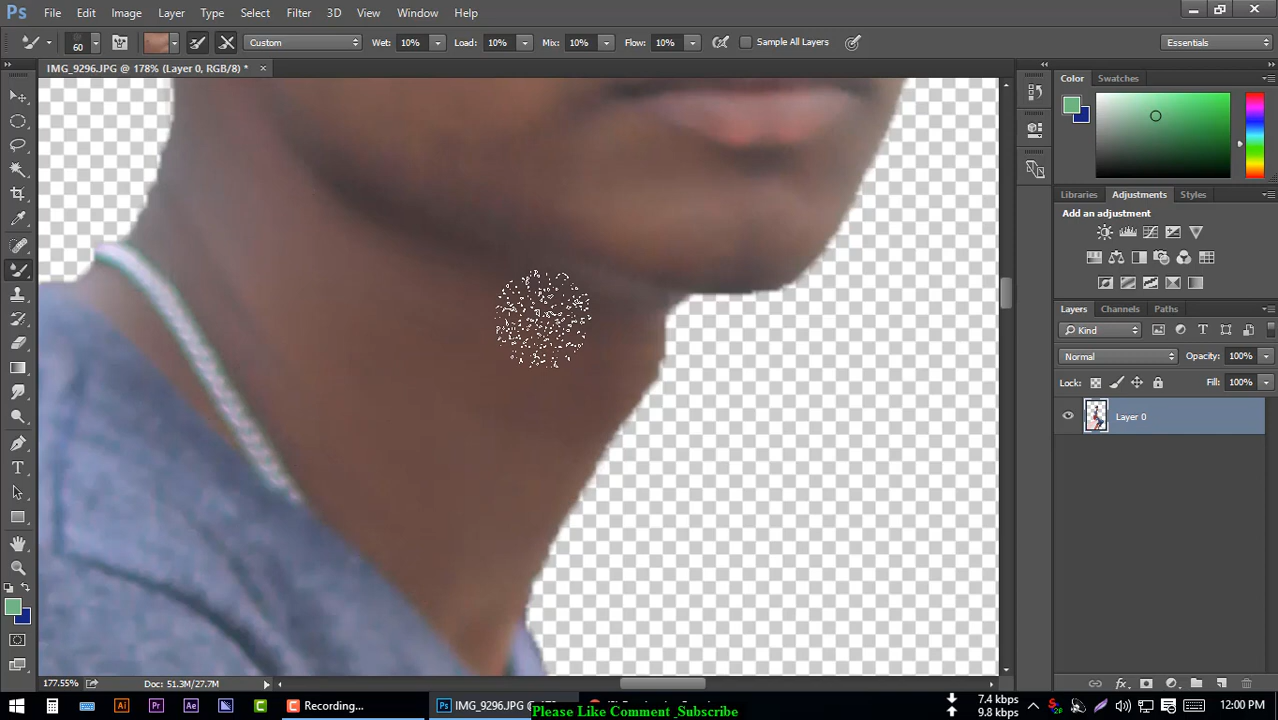 Ps File Edit Image Layer Type Select Filter 3D View Window Help
60 Custom Wet: 10% Load: 10% Mix: 10% Flow: 10% Sample All Layers Essentials
IMG_9296.JPG @ 178% (Layer 0, RGB/8) * ×
Color Swatches
Libraries Adjustments Styles
Add an adjustment
Layers Channels Paths
Kind
Normal Opacity: 100%
Lock: Fill: 100%
Layer 0
177.55% Doc: 51.3M/27.7M
Recording...
IMG_9296.JPG @
7.4 kbps
9.8 kbps
12:00 PM
Please Like Comment _Subscribe